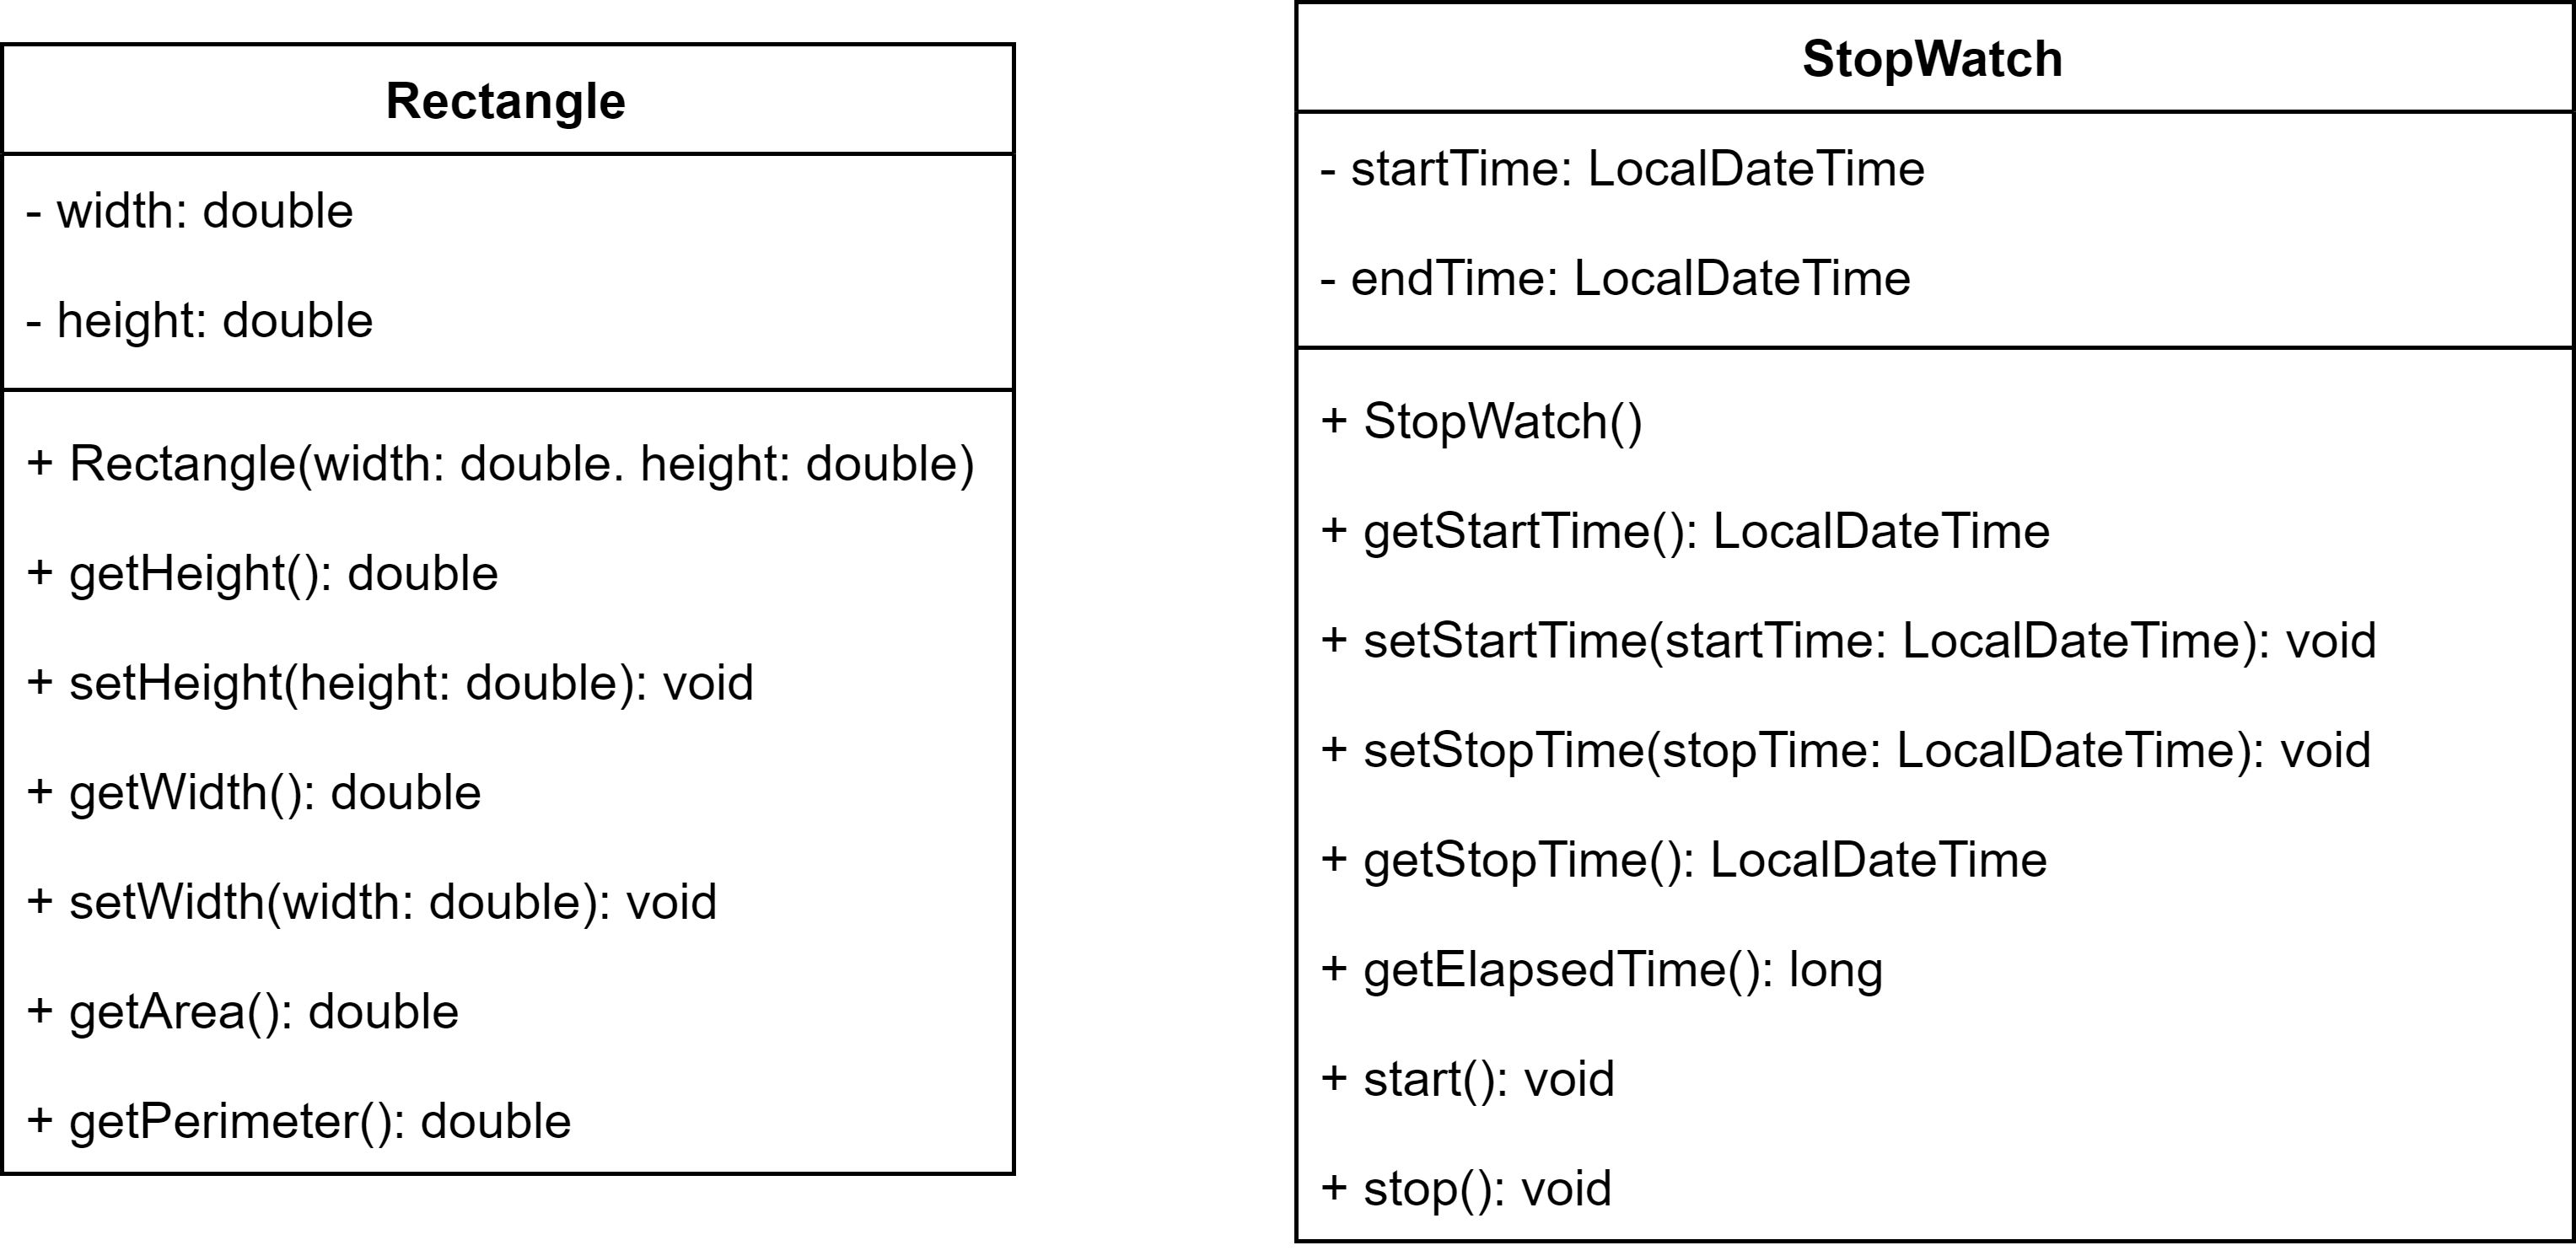 Rectangle
- width: double
- height: double
+ Rectangle(width: double. height: double)
+ getHeight(): double
+ setHeight(height: double): void
+ getWidth(): double
+ setWidth(width: double): void
+ getArea(): double
+ getPerimeter(): double
StopWatch
- startTime: LocalDateTime
- endTime: LocalDateTime
+ StopWatch()
+ getStartTime(): LocalDateTime
+ setStartTime(startTime: LocalDateTime): void
+ setStopTime(stopTime: LocalDateTime): void
+ getStopTime(): LocalDateTime
+ getElapsedTime(): long
+ start(): void
+ stop(): void